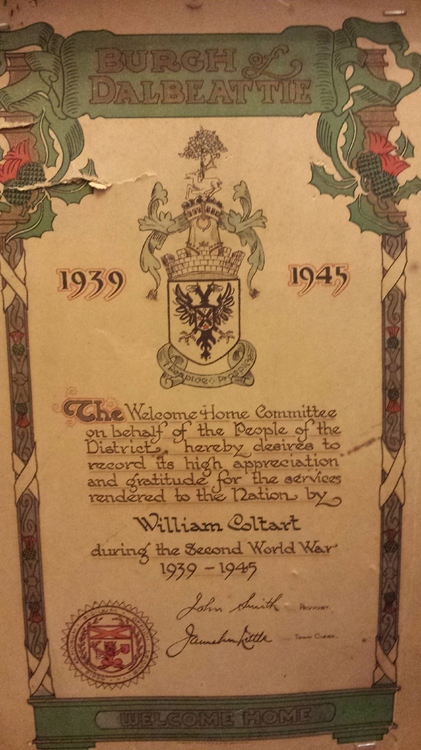 BURGH of
DALBEATTIE
1939
1945
The Welcome Home Committee
on behalf of the People of the
District, hereby desires to
record its high appreciation
and gratitude for the services
rendered to the Nation by
William Coltart
during the Second World War
1939 – 1945
John Smith Provost.
Town Clerk.
WELCOME HOME